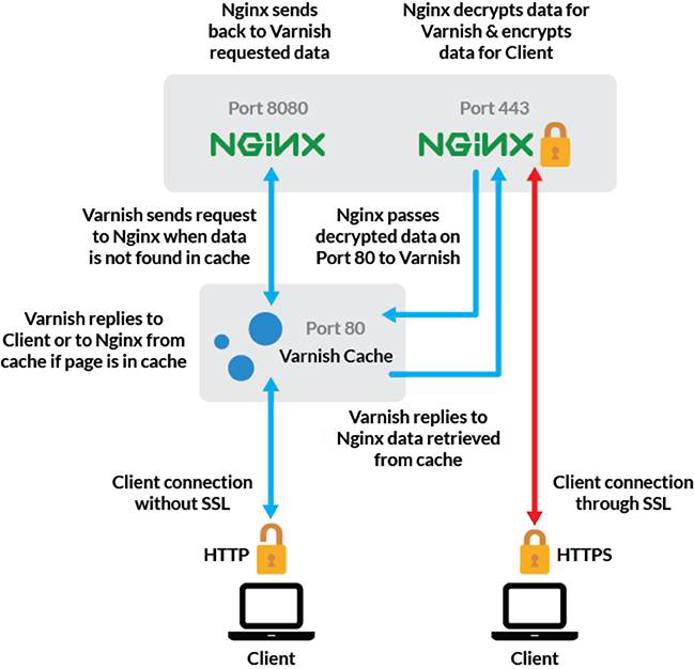 Nginx sends
back to Varnish
requested data
Nginx decrypts data for
Varnish & encrypts
data for Client
Port 8080
NGiNX
Port 443
NGiNX
Varnish sends request
to Nginx when data
is not found in cache
Nginx passes
decrypted data on
Port 80 to Varnish
Varnish replies to
Client or to Nginx from
cache if page is in cache
Port 80
Varnish Cache
Varnish replies to
Nginx data retrieved
from cache
Client connection
without SSL
Client connection
through SSL
HTTP
HTTPS
Client
Client